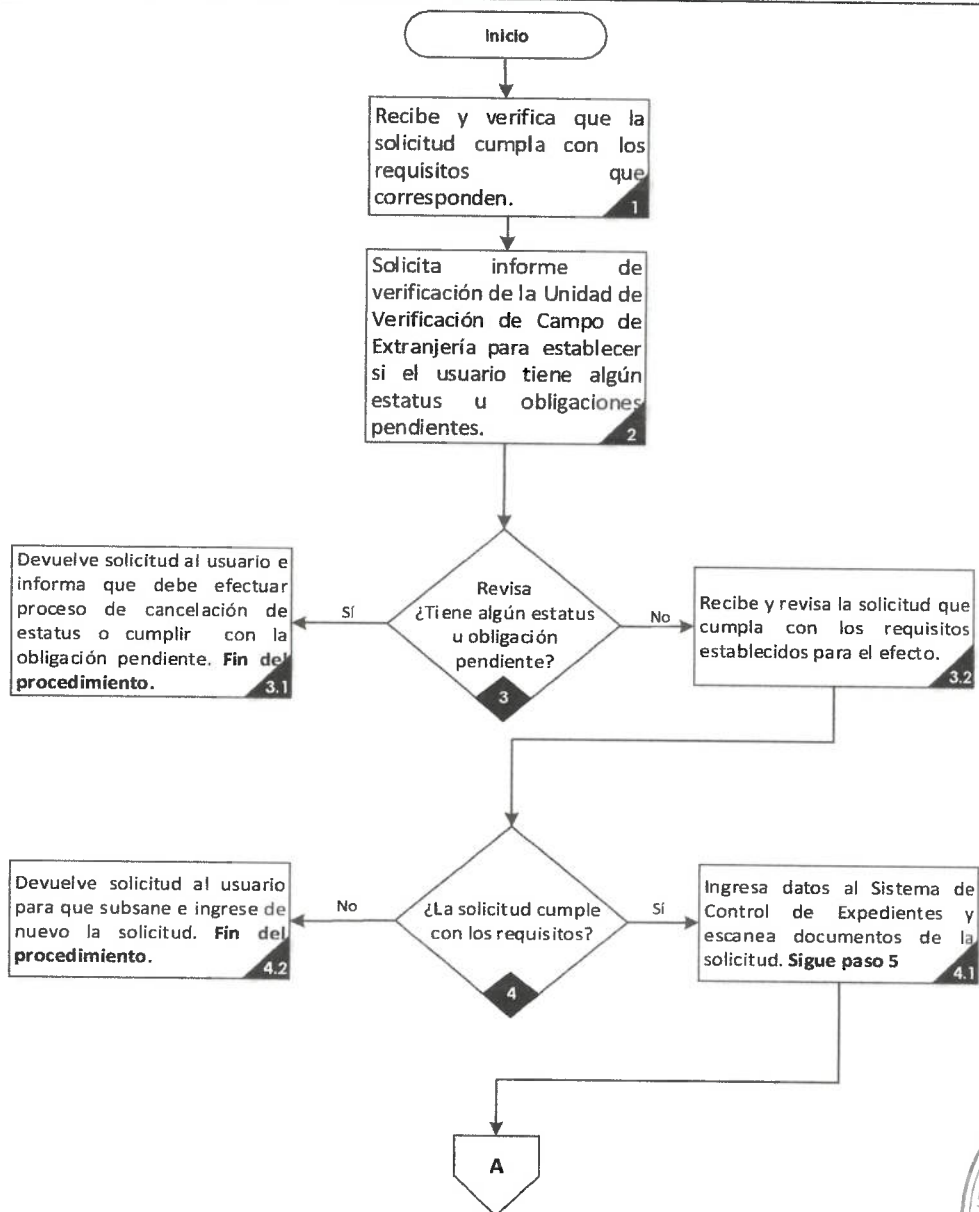 Inicio
Recibe y verifica que la
solicitud cumpla con los
requisitos que
corresponden.
1
Solicita informe de
verificación de la Unidad de
Verificación de Campo de
Extranjería para establecer
si el usuario tiene algún
estatus u obligaciones
pendientes.
2
Revisa
¿Tiene algún estatus
u obligación
pendiente?
3
Sí
Devuelve solicitud al usuario e
informa que debe efectuar
proceso de cancelación de
estatus o cumplir con la
obligación pendiente. Fin del
procedimiento.
3.1
No
Recibe y revisa la solicitud que
cumpla con los requisitos
establecidos para el efecto.
3.2
¿La solicitud cumple
con los requisitos?
4
No
Devuelve solicitud al usuario
para que subsane e ingrese de
nuevo la solicitud. Fin del
procedimiento.
4.2
Sí
Ingresa datos al Sistema de
Control de Expedientes y
escanea documentos de la
solicitud. Sigue paso 5
4.1
A